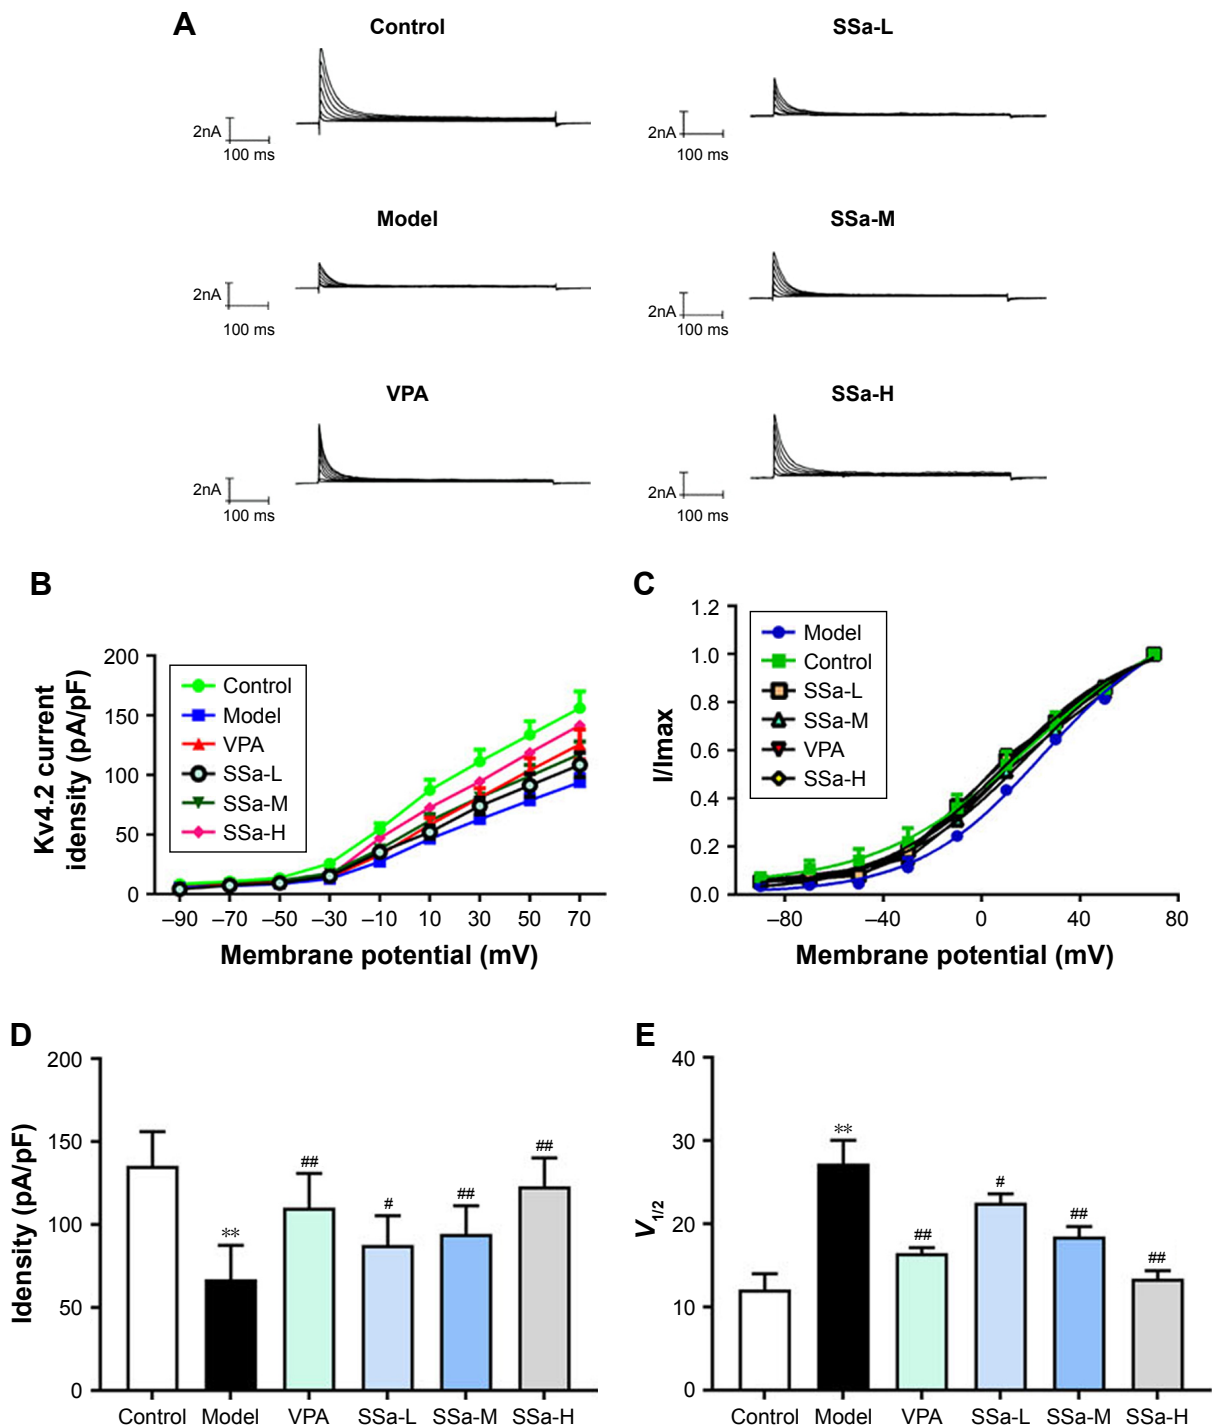 A
Control
2nA
100 ms
SSa-L
2nA
100 ms
Model
2nA
100 ms
SSa-M
2nA
100 ms
VPA
2nA
100 ms
SSa-H
2nA
100 ms
B
Kv4.2 current
idensity (pA/pF)
200
150
100
50
0
Control
Model
VPA
SSa-L
SSa-M
SSa-H
–90 –70 –50 –30 –10 10 30 50 70
Membrane potential (mV)
C
I/Imax
1.2
1.0
0.8
0.6
0.4
0.2
0.0
Model
Control
SSa-L
SSa-M
VPA
SSa-H
–80 –40 0 40 80
Membrane potential (mV)
D
Idensity (pA/pF)
200
150
100
50
0
**
##
#
##
##
Control Model VPA SSa-L SSa-M SSa-H
E
V1/2
40
30
20
10
0
**
##
#
##
##
Control Model VPA SSa-L SSa-M SSa-H